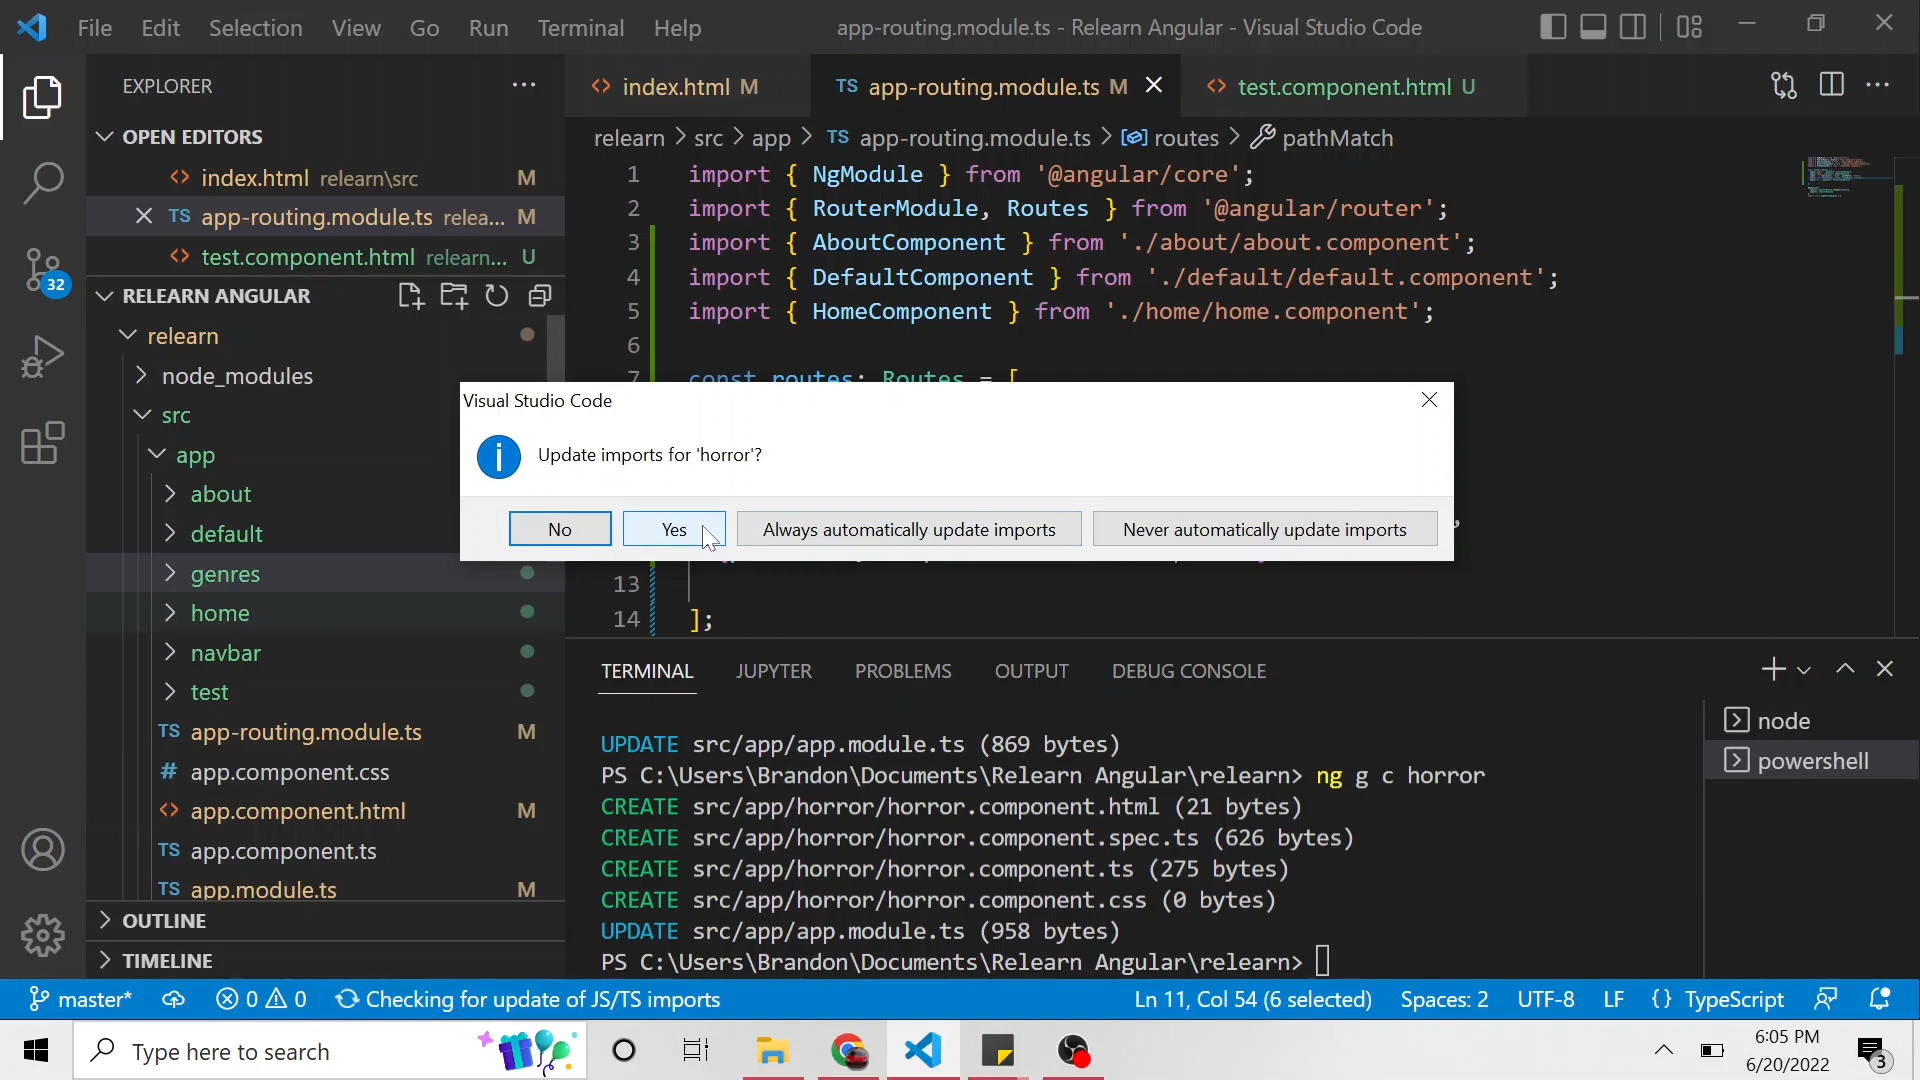 File Edit Selection View Go Run Terminal Help
app-routing.module.ts - Relearn Angular - Visual Studio Code
EXPLORER
OPEN EDITORS
index.html relearn\src M
TS app-routing.module.ts relea... M
test.component.html relearn... U
RELEARN ANGULAR
relearn
node_modules
src
app
about
default
genres
home
navbar
test
TS app-routing.module.ts M
# app.component.css
app.component.html M
TS app.component.ts
TS app.module.ts M
OUTLINE
TIMELINE
32
index.html M
TS app-routing.module.ts M
test.component.html U
relearn > src > app > TS app-routing.module.ts > routes > pathMatch
1 import { NgModule } from '@angular/core';
2 import { RouterModule, Routes } from '@angular/router';
3 import { AboutComponent } from './about/about.component';
4 import { DefaultComponent } from './default/default.component';
5 import { HomeComponent } from './home/home.component';
6
7 const routes: Routes = [
13
14 ];
Visual Studio Code
Update imports for 'horror'?
No
Yes
Always automatically update imports
Never automatically update imports
TERMINAL JUPYTER PROBLEMS OUTPUT DEBUG CONSOLE
UPDATE src/app/app.module.ts (869 bytes)
PS C:\Users\Brandon\Documents\Relearn Angular\relearn> ng g c horror
CREATE src/app/horror/horror.component.html (21 bytes)
CREATE src/app/horror/horror.component.spec.ts (626 bytes)
CREATE src/app/horror/horror.component.ts (275 bytes)
CREATE src/app/horror/horror.component.css (0 bytes)
UPDATE src/app/app.module.ts (958 bytes)
PS C:\Users\Brandon\Documents\Relearn Angular\relearn>
node
powershell
master* 0 0 Checking for update of JS/TS imports
Ln 11, Col 54 (6 selected) Spaces: 2 UTF-8 LF {} TypeScript
Type here to search
6:05 PM
6/20/2022
3